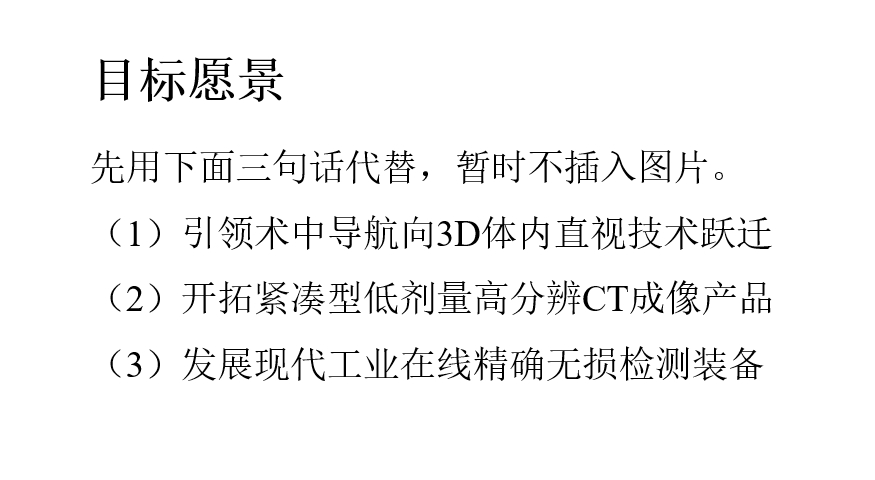 目标愿景
先用下面三句话代替，暂时不插入图片。
（1）引领术中导航向3D体内直视技术跃迁
（2）开拓紧凑型低剂量高分辨CT成像产品
（3）发展现代工业在线精确无损检测装备